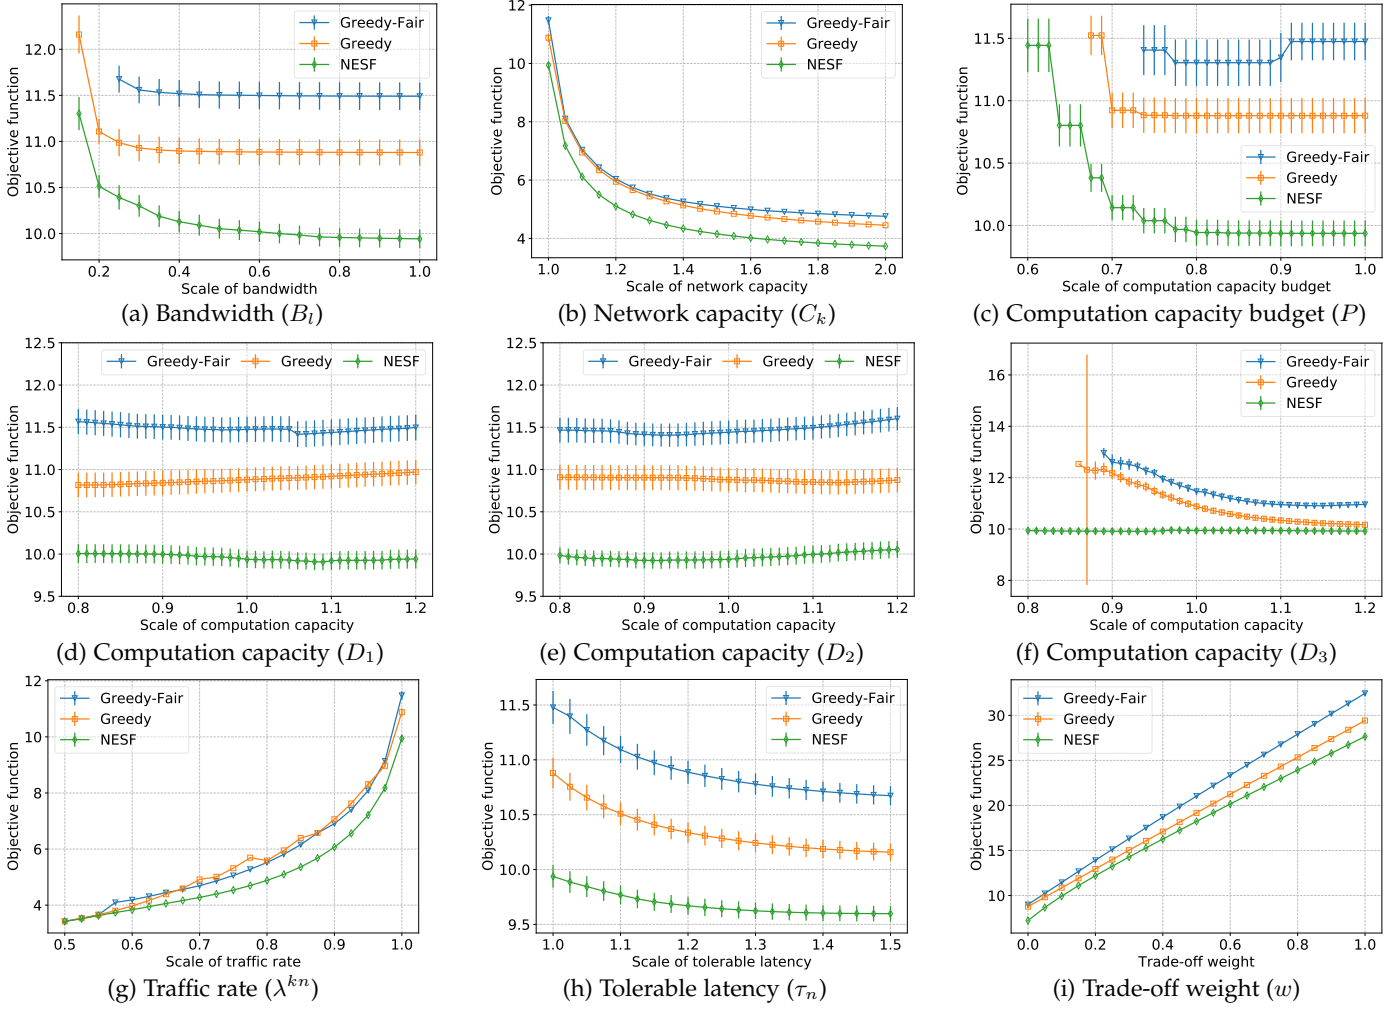 Greedy-Fair
Greedy
NESF
12.0
11.5
11.0
10.5
10.0
0.2
0.4
0.6
0.8
1.0
Objective function
Scale of bandwidth
(a) Bandwidth (B_l)
Greedy-Fair
Greedy
NESF
12
10
8
6
4
1.0
1.2
1.4
1.6
1.8
2.0
Objective function
Scale of network capacity
(b) Network capacity (C_k)
Greedy-Fair
Greedy
NESF
11.5
11.0
10.5
10.0
0.6
0.7
0.8
0.9
1.0
Objective function
Scale of computation capacity budget
(c) Computation capacity budget (P)
Greedy-Fair Greedy NESF
12.5
12.0
11.5
11.0
10.5
10.0
9.5
0.8
0.9
1.0
1.1
1.2
Objective function
Scale of computation capacity
(d) Computation capacity (D_1)
Greedy-Fair Greedy NESF
12.5
12.0
11.5
11.0
10.5
10.0
9.5
0.8
0.9
1.0
1.1
1.2
Objective function
Scale of computation capacity
(e) Computation capacity (D_2)
Greedy-Fair
Greedy
NESF
16
14
12
10
8
0.8
0.9
1.0
1.1
1.2
Objective function
Scale of computation capacity
(f) Computation capacity (D_3)
Greedy-Fair
Greedy
NESF
12
10
8
6
4
0.5
0.6
0.7
0.8
0.9
1.0
Objective function
Scale of traffic rate
(g) Traffic rate (λ^{kn})
Greedy-Fair
Greedy
NESF
11.5
11.0
10.5
10.0
9.5
1.0
1.1
1.2
1.3
1.4
1.5
Objective function
Scale of tolerable latency
(h) Tolerable latency (τ_n)
Greedy-Fair
Greedy
NESF
30
25
20
15
10
0.0
0.2
0.4
0.6
0.8
1.0
Objective function
Trade-off weight
(i) Trade-off weight (w)